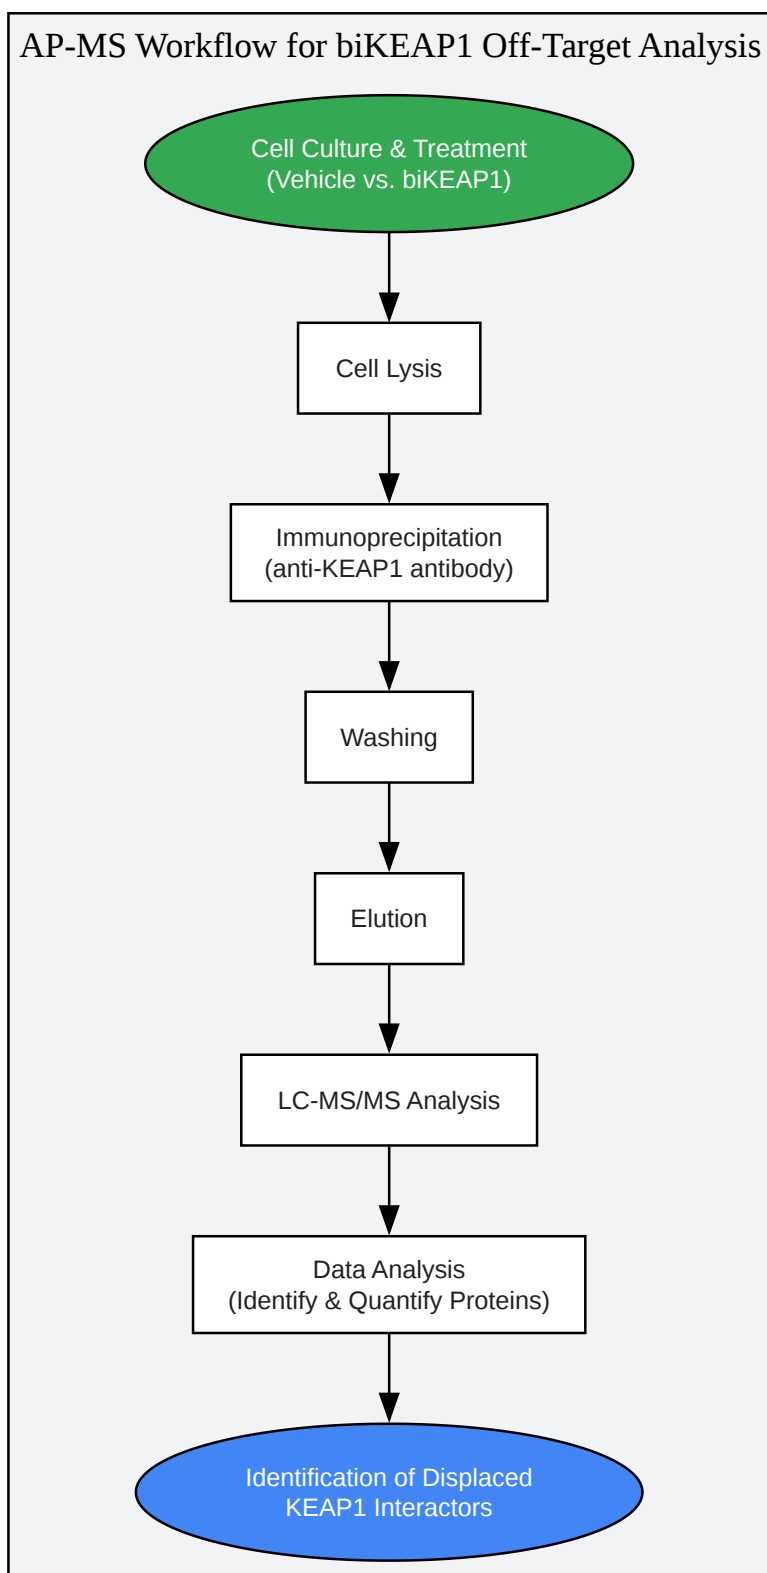 AP-MS Workflow for biKEAP1 Off-Target Analysis
Cell Culture & Treatment
(Vehicle vs. biKEAP1)
Cell Lysis
Immunoprecipitation
(anti-KEAP1 antibody)
Washing
Elution
LC-MS/MS Analysis
Data Analysis
(Identify & Quantify Proteins)
Identification of Displaced
KEAP1 Interactors